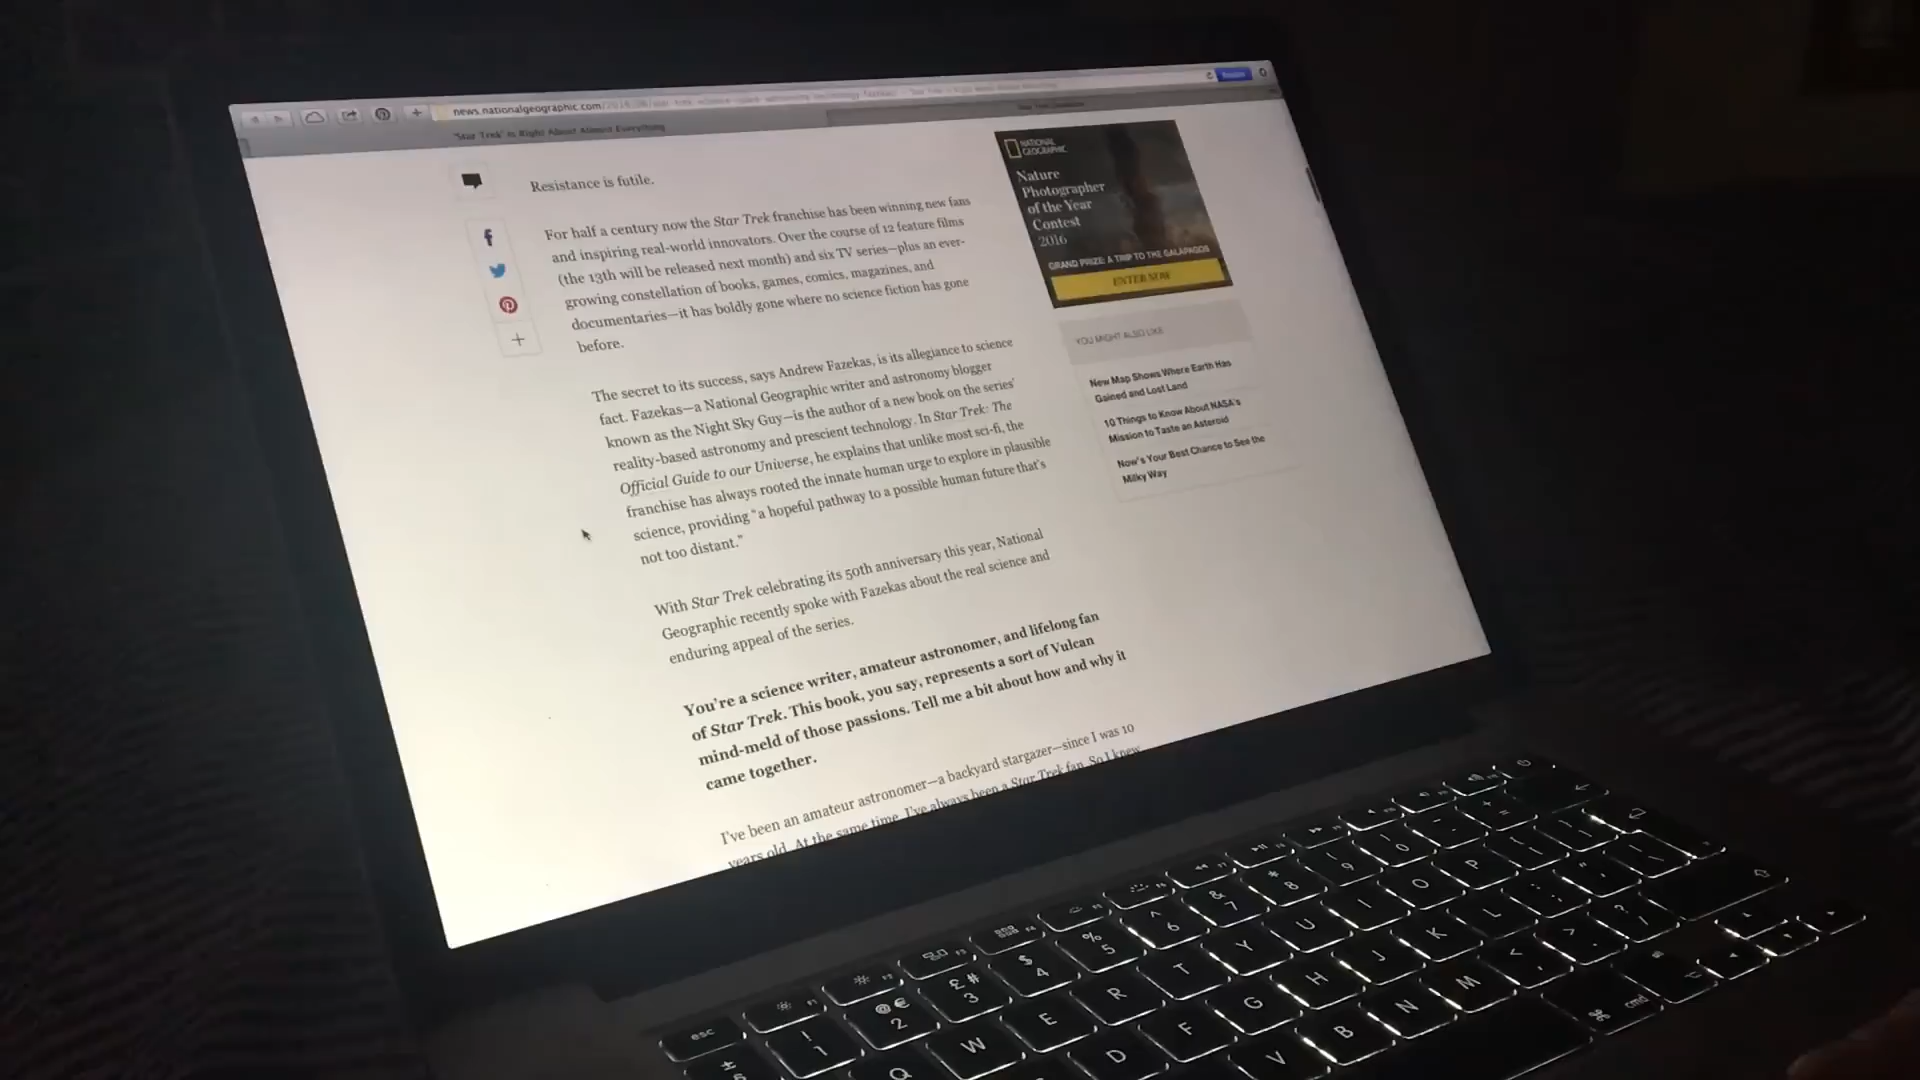 news.nationalgeographic.com
'Star Trek' Is Right About Almost Everything
Resistance is futile.
For half a century now the Star Trek franchise has been winning new fans
and inspiring real-world innovators. Over the course of 12 feature films
(the 13th will be released next month) and six TV series—plus an ever-
growing constellation of books, games, comics, magazines, and
documentaries—it has boldly gone where no science fiction has gone
before.
The secret to its success, says Andrew Fazekas, is its allegiance to science
fact. Fazekas—a National Geographic writer and astronomy blogger
known as the Night Sky Guy—is the author of a new book on the series'
reality-based astronomy and prescient technology. In Star Trek: The
Official Guide to our Universe, he explains that unlike most sci-fi, the
franchise has always rooted the innate human urge to explore in plausible
science, providing "a hopeful pathway to a possible human future that's
not too distant."
With Star Trek celebrating its 50th anniversary this year, National
Geographic recently spoke with Fazekas about the real science and
enduring appeal of the series.
You're a science writer, amateur astronomer, and lifelong fan
of Star Trek. This book, you say, represents a sort of Vulcan
mind-meld of those passions. Tell me a bit about how and why it
came together.
I've been an amateur astronomer—a backyard stargazer—since I was 10
years old. At the same time, I've always been a Star Trek fan. So I knew
NATIONAL
GEOGRAPHIC
Nature
Photographer
of the Year
Contest
2016
GRAND PRIZE: A TRIP TO THE GALÁPAGOS
ENTER NOW
YOU MIGHT ALSO LIKE
New Map Shows Where Earth Has
Gained and Lost Land
10 Things to Know About NASA's
Mission to Taste an Asteroid
Now's Your Best Chance to See the
Milky Way
esc
! 1 @ € 2 £ # 3 $ 4 % 5 ^ 6 & 7 * 8 ( 9 ) 0 - + =
Q W E R T Y U I O P
D F G H J K L : ;
V B N M < , > . ? /
⌘ cmd